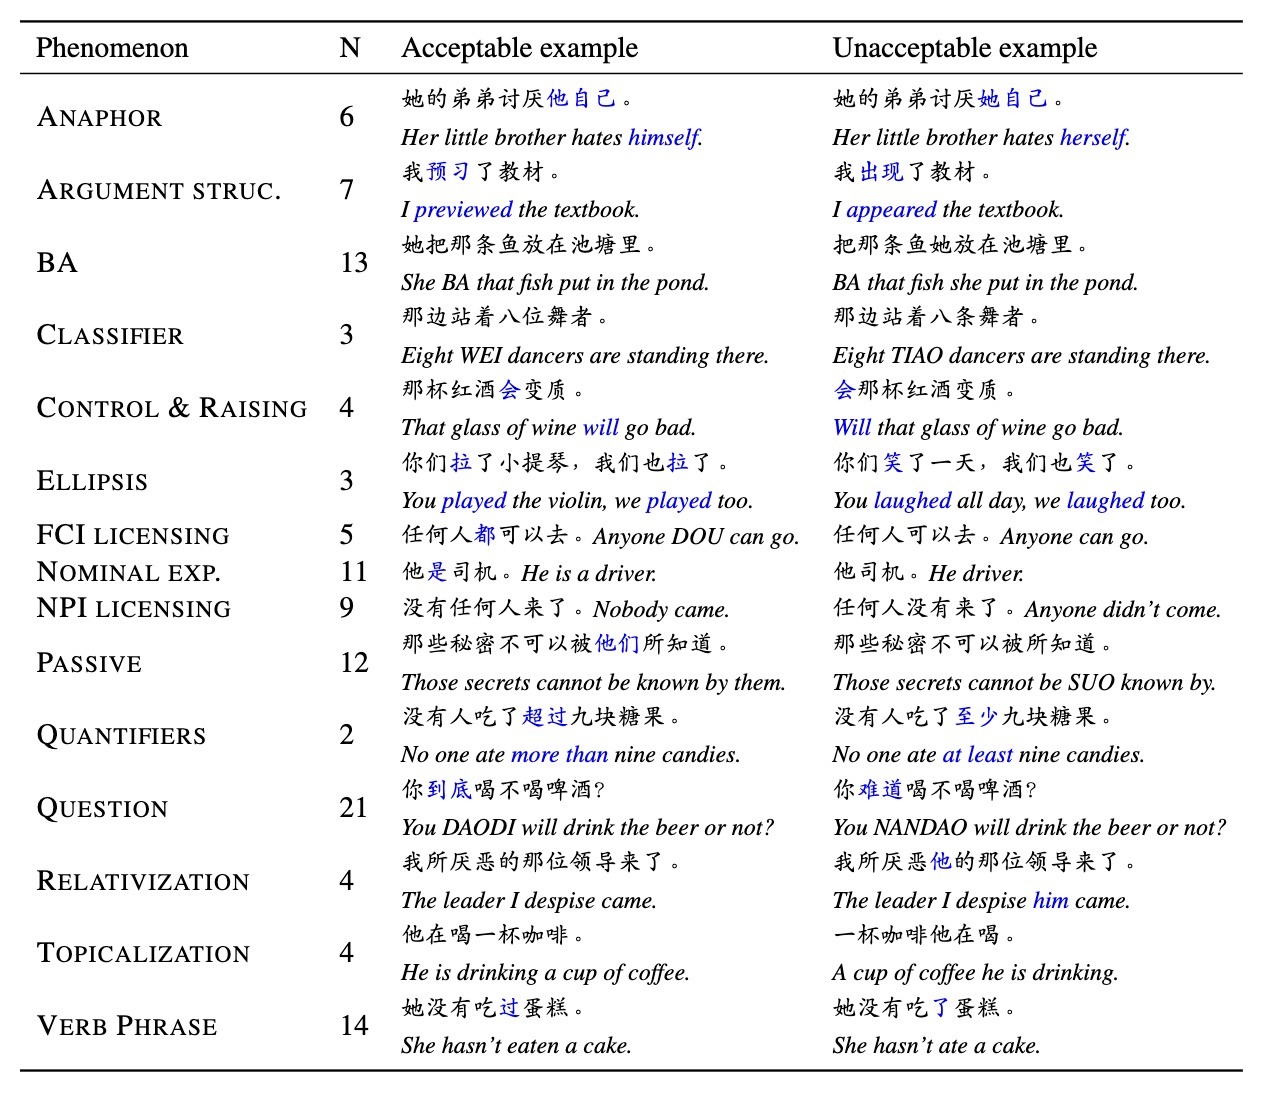 Phenomenon N Acceptable example Unacceptable example
她的弟弟讨厌他自己。 她的弟弟讨厌她自己。
ANAPHOR 6
Her little brother hates himself. Her little brother hates herself.
我预习了教材。 我出现了教材。
ARGUMENT STRUC. 7
I previewed the textbook. I appeared the textbook.
她把那条鱼放在池塘里。 把那条鱼她放在池塘里。
BA 13
She BA that fish put in the pond. BA that fish she put in the pond.
那边站着八位舞者。 那边站着八条舞者。
CLASSIFIER 3
Eight WEI dancers are standing there. Eight TIAO dancers are standing there.
那杯红酒会变质。 会那杯红酒变质。
CONTROL & RAISING 4
That glass of wine will go bad. Will that glass of wine go bad.
你们拉了小提琴，我们也拉了。 你们笑了一天，我们也笑了。
ELLIPSIS 3
You played the violin, we played too. You laughed all day, we laughed too.
FCI LICENSING 5 任何人都可以去。Anyone DOU can go. 任何人可以去。Anyone can go.
NOMINAL EXP. 11 他是司机。He is a driver. 他司机。He driver.
NPI LICENSING 9 没有任何人来了。Nobody came. 任何人没有来了。Anyone didn't come.
那些秘密不可以被他们所知道。 那些秘密不可以被所知道。
PASSIVE 12
Those secrets cannot be known by them. Those secrets cannot be SUO known by.
没有人吃了超过九块糖果。 没有人吃了至少九块糖果。
QUANTIFIERS 2
No one ate more than nine candies. No one ate at least nine candies.
你到底喝不喝啤酒? 你难道喝不喝啤酒?
QUESTION 21
You DAODI will drink the beer or not? You NANDAO will drink the beer or not?
我所厌恶的那位领导来了。 我所厌恶他的那位领导来了。
RELATIVIZATION 4
The leader I despise came. The leader I despise him came.
他在喝一杯咖啡。 一杯咖啡他在喝。
TOPICALIZATION 4
He is drinking a cup of coffee. A cup of coffee he is drinking.
她没有吃过蛋糕。 她没有吃了蛋糕。
VERB PHRASE 14
She hasn't eaten a cake. She hasn't ate a cake.